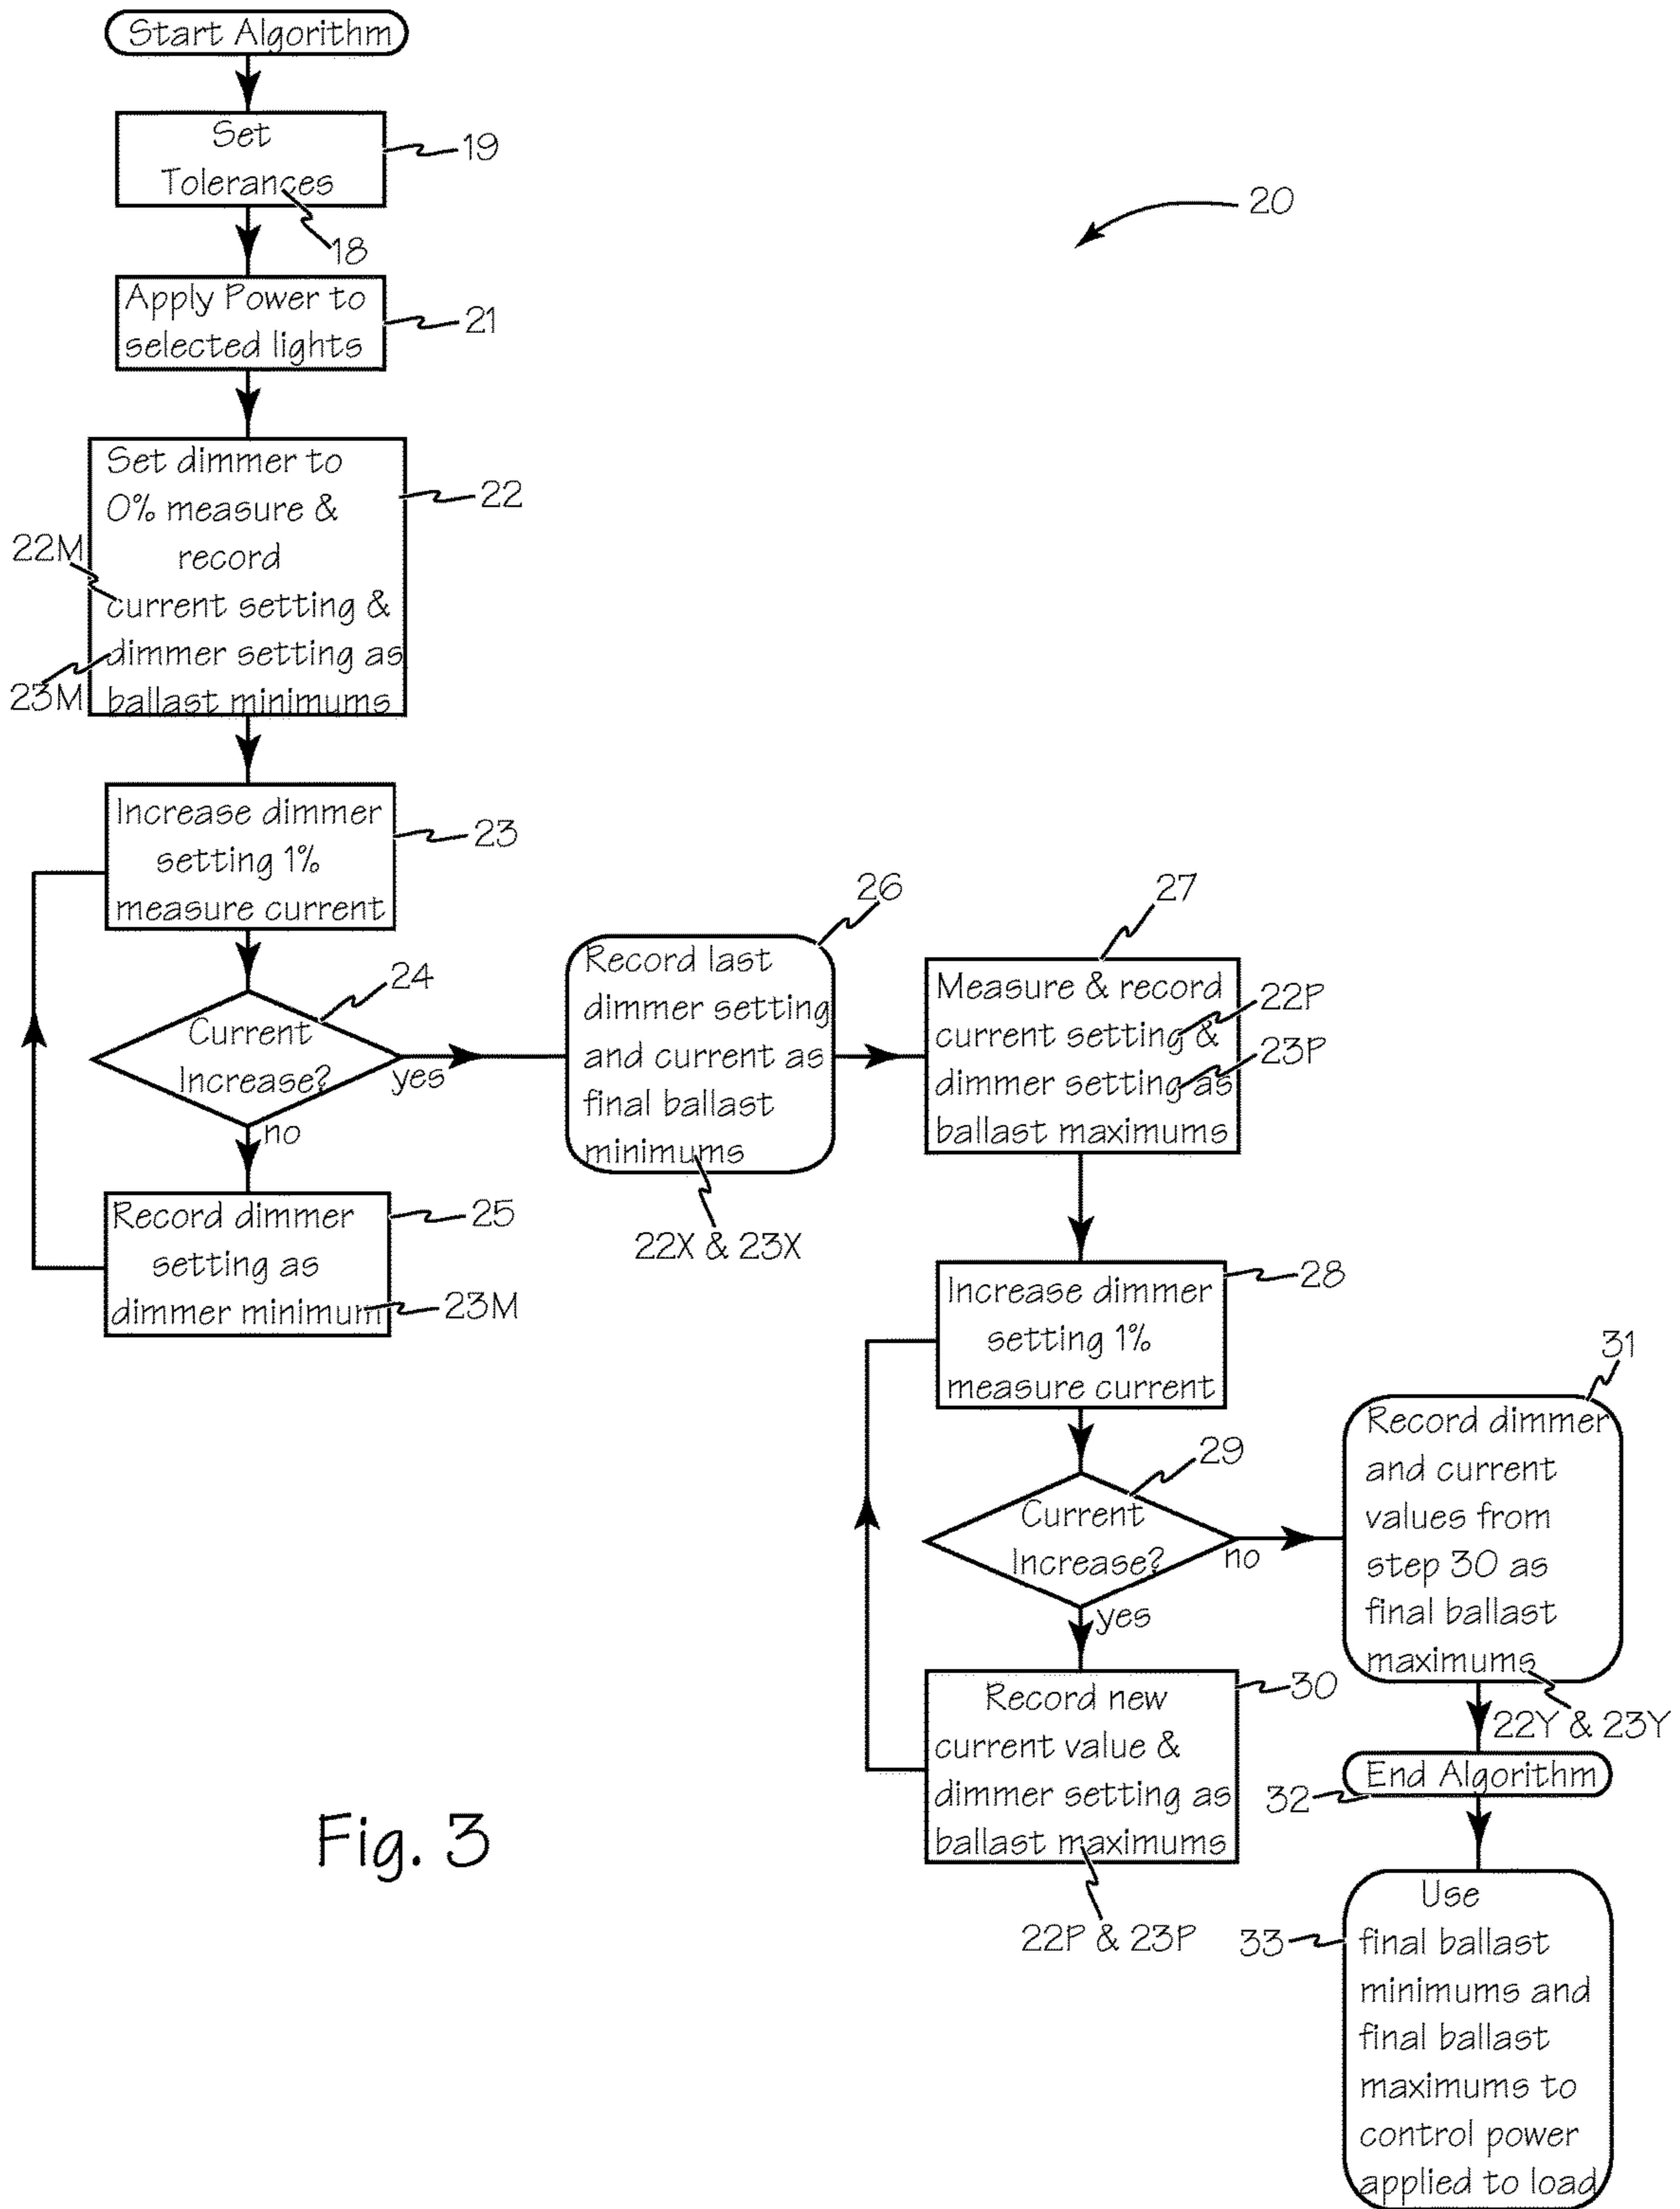 Start Algorithm
Set
Tolerances
19
18
20
Apply Power to
selected lights
21
Set dimmer to
0% measure &
record
current setting &
dimmer setting as
ballast minimums
22
22M
23M
Increase dimmer
setting 1%
measure current
23
Current
Increase?
24
yes
no
Record dimmer
setting as
dimmer minimum
25
23M
Record last
dimmer setting
and current as
final ballast
minimums
26
22X & 23X
Measure & record
current setting &
dimmer setting as
ballast maximums
27
22P
23P
Increase dimmer
setting 1%
measure current
28
Current
Increase?
29
no
yes
Record new
current value &
dimmer setting as
ballast maximums
30
22P & 23P
Record dimmer
and current
values from
step 30 as
final ballast
maximums
31
22Y & 23Y
End Algorithm
32
Use
final ballast
minimums and
final ballast
maximums to
control power
applied to load
33
Fig. 3